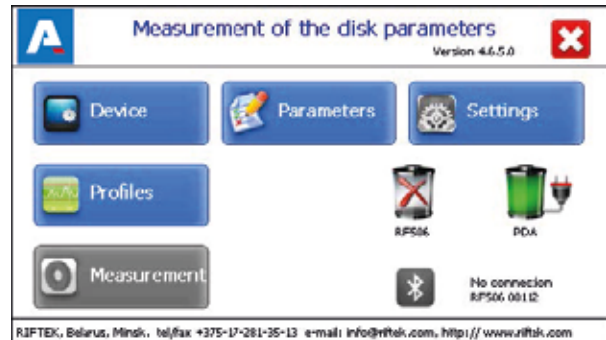 Measurement of the disk parameters
Version 4.6.5.0
Device
Parameters
Settings
Profiles
RF506
PDA
Measurement
No connecion
RF506 00112
RIFTEK, Belarus, Minsk. tel/fax +375-17-281-35-13 e-mail: info@riftek.com, http://www.riftek.com